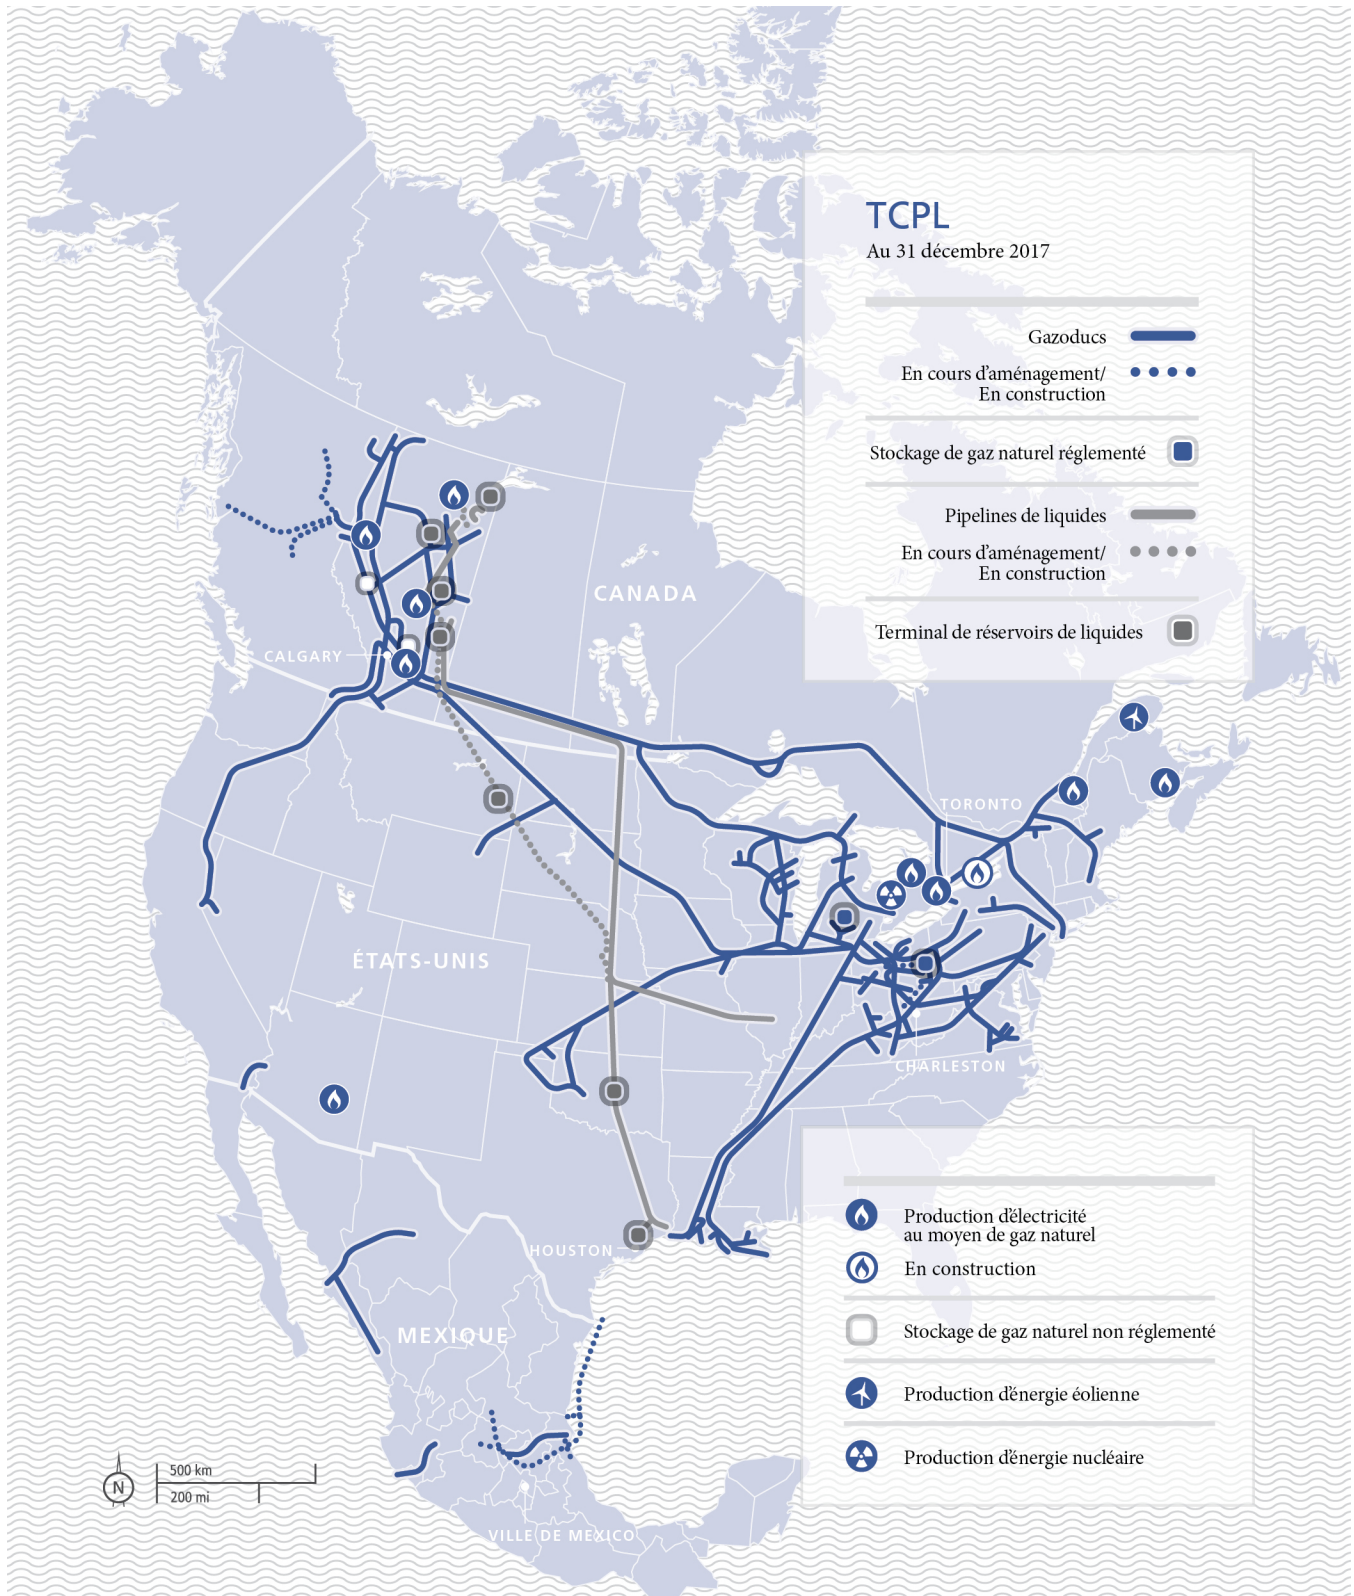 TCPL
Au 31 décembre 2017
Gazoducs
En cours d'aménagement/
En construction
Stockage de gaz naturel réglementé
Pipelines de liquides
En cours d'aménagement/
En construction
Terminal de réservoirs de liquides
CANADA
CALGARY
TORONTO
ÉTATS-UNIS
CHARLESTON
HOUSTON
MEXIQUE
VILLE DE MEXICO
Production d'électricité
au moyen de gaz naturel
En construction
Stockage de gaz naturel non réglementé
Production d'énergie éolienne
Production d'énergie nucléaire
N
500 km
200 mi